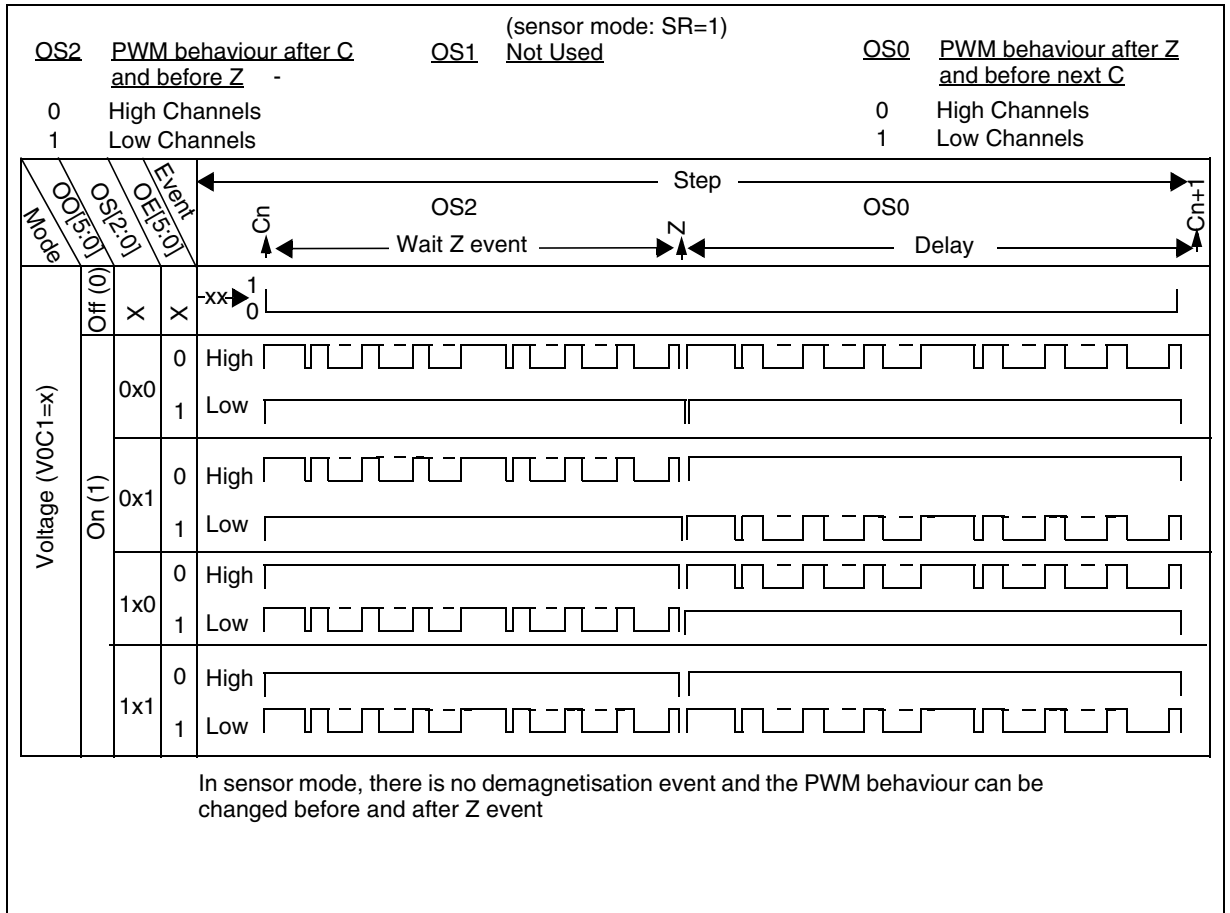 (sensor mode: SR=1)
OS2 PWM behaviour after C and before Z -
0 High Channels
1 Low Channels
OS1 Not Used
OS0 PWM behaviour after Z and before next C
0 High Channels
1 Low Channels
Mode
OO[5:0]
OS[2:0]
OE[5:0]
Event
Step
Cn
OS2
Wait Z event
Z
OS0
Delay
Cn+1
Voltage (V0C1=x)
Off (0)
X
X
xx
1
0
On (1)
0x0
0 High
1 Low
0x1
0 High
1 Low
1x0
0 High
1 Low
1x1
0 High
1 Low
In sensor mode, there is no demagnetisation event and the PWM behaviour can be
changed before and after Z event